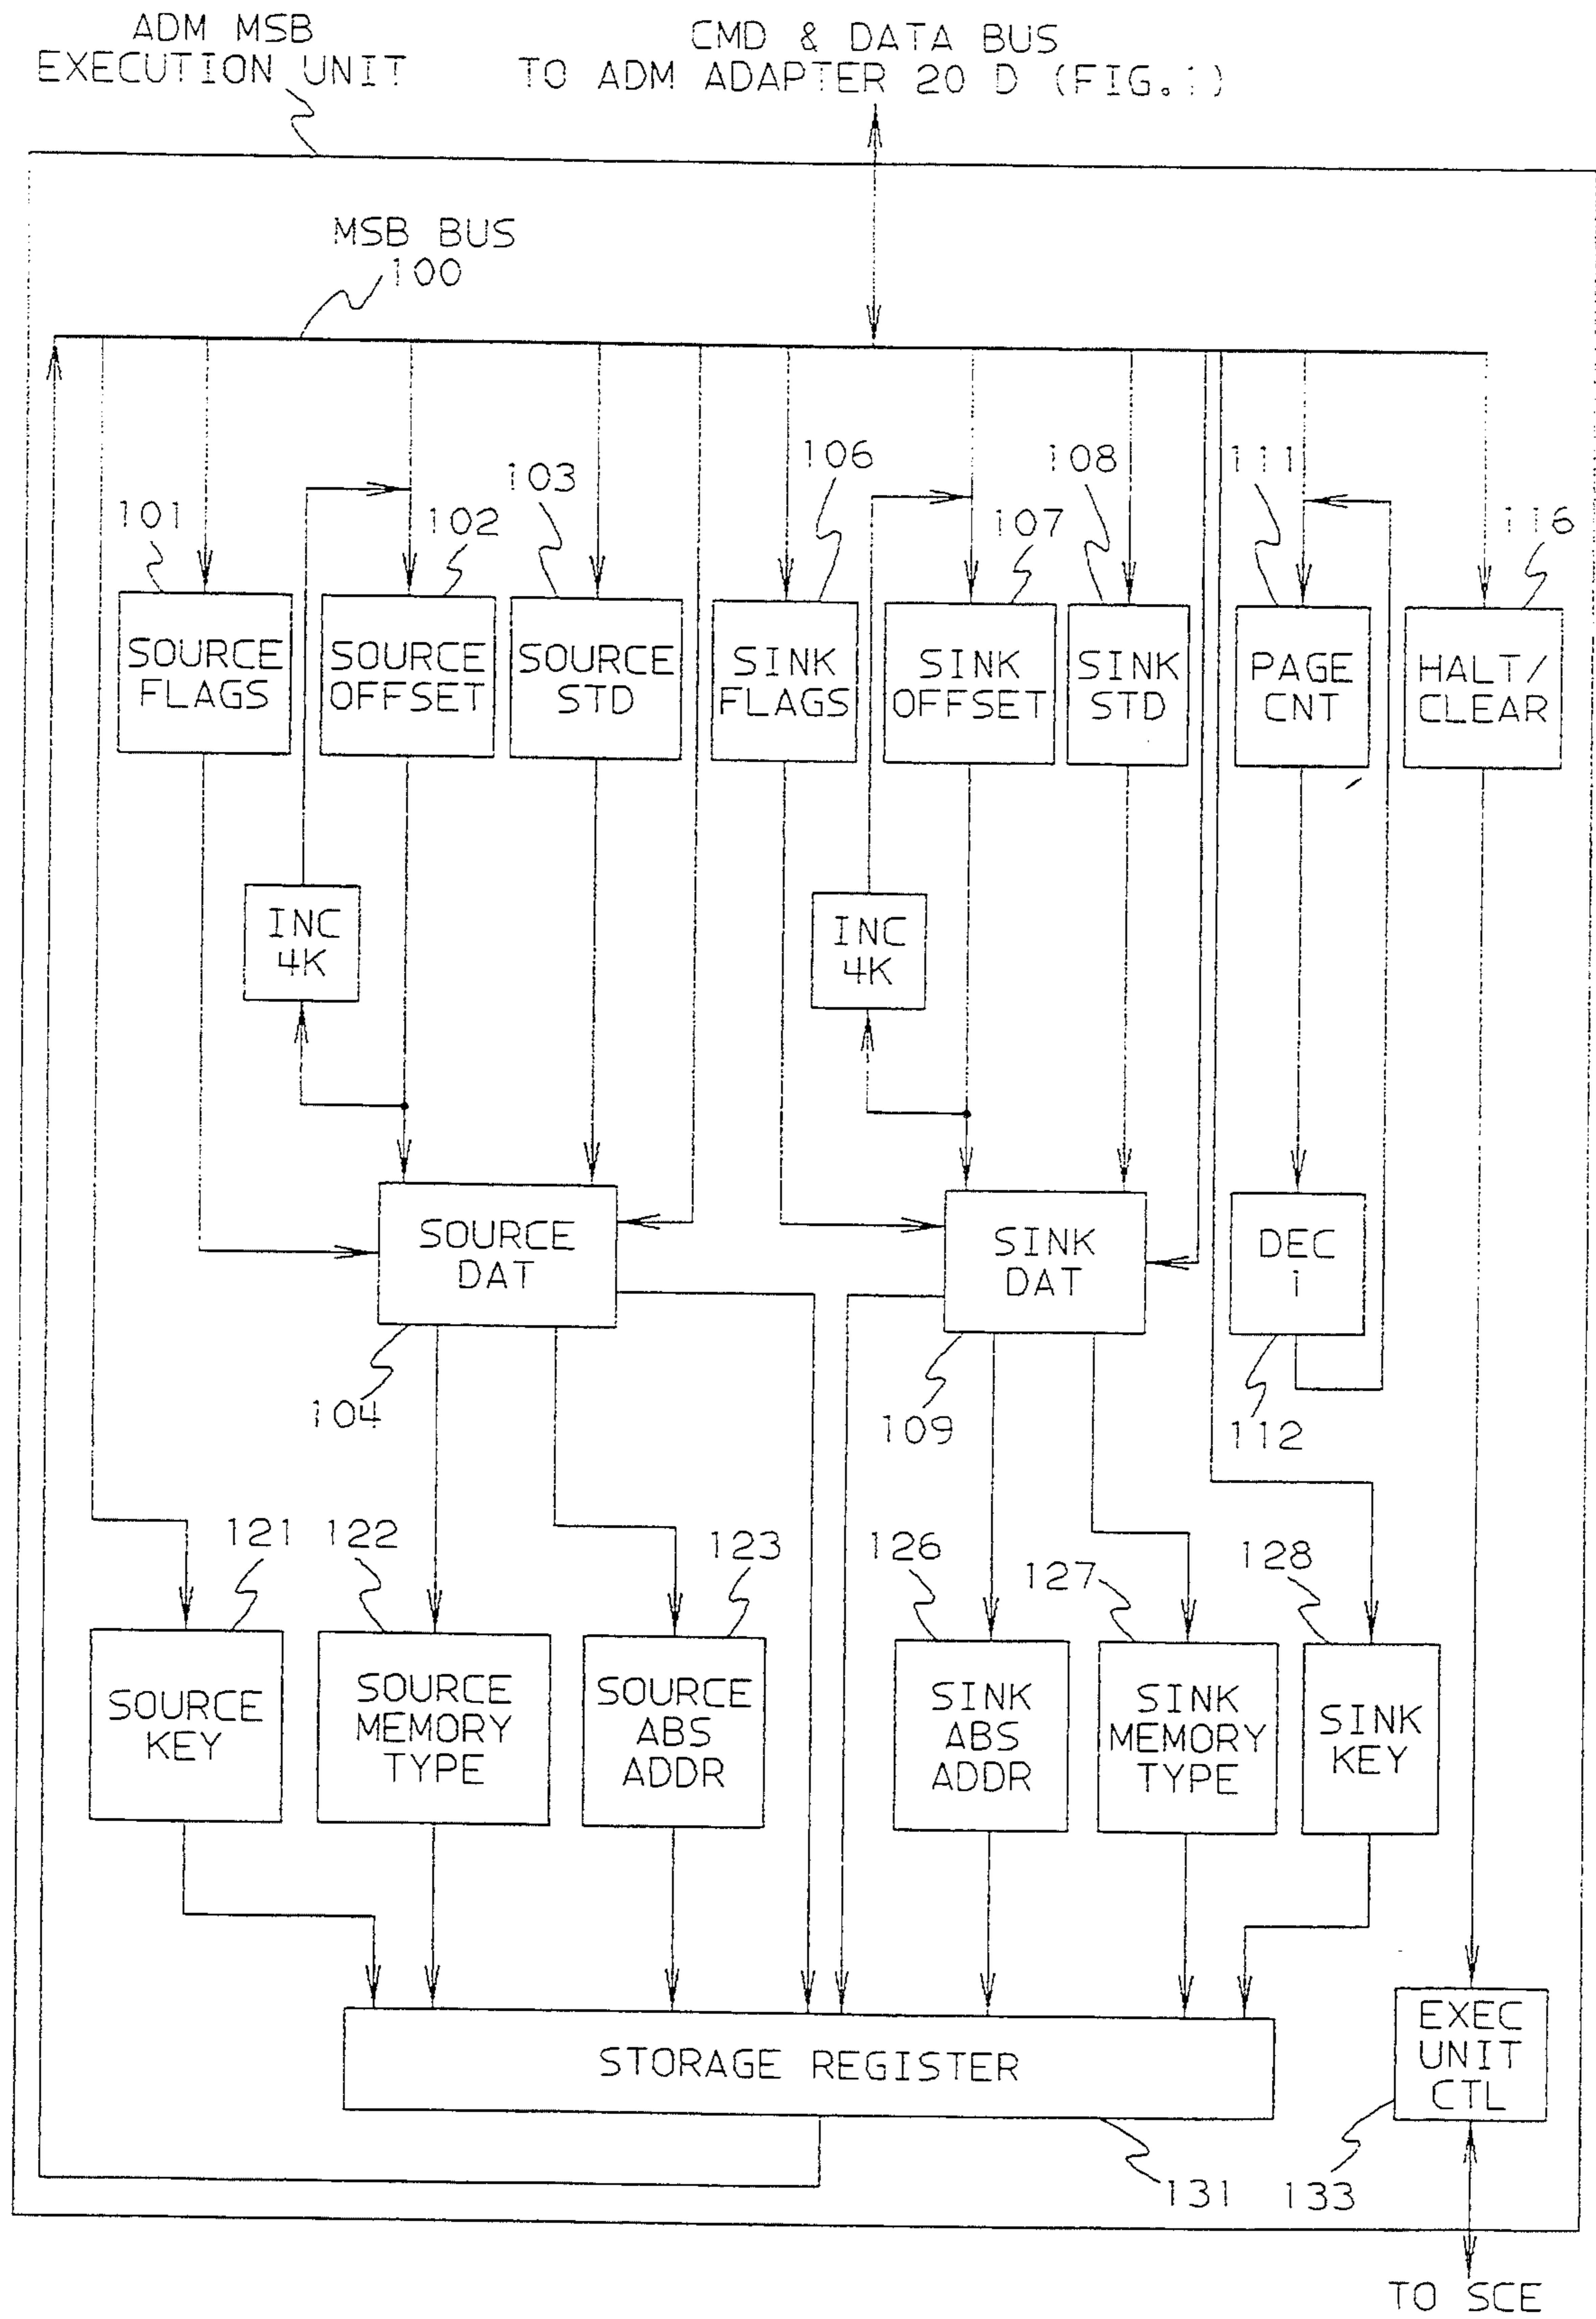 ADM MSB
EXECUTION UNIT
CMD & DATA BUS
TO ADM ADAPTER 20 D (FIG.1)
MSB BUS
100
101
102
103
106
107
108
111
116
SOURCE
FLAGS
SOURCE
OFFSET
SOURCE
STD
SINK
FLAGS
SINK
OFFSET
SINK
STD
PAGE
CNT
HALT/
CLEAR
INC
4K
INC
4K
SOURCE
DAT
SINK
DAT
DEC
1
104
109
112
121
122
123
126
127
128
SOURCE
KEY
SOURCE
MEMORY
TYPE
SOURCE
ABS
ADDR
SINK
ABS
ADDR
SINK
MEMORY
TYPE
SINK
KEY
STORAGE REGISTER
EXEC
UNIT
CTL
131
133
TO SCE